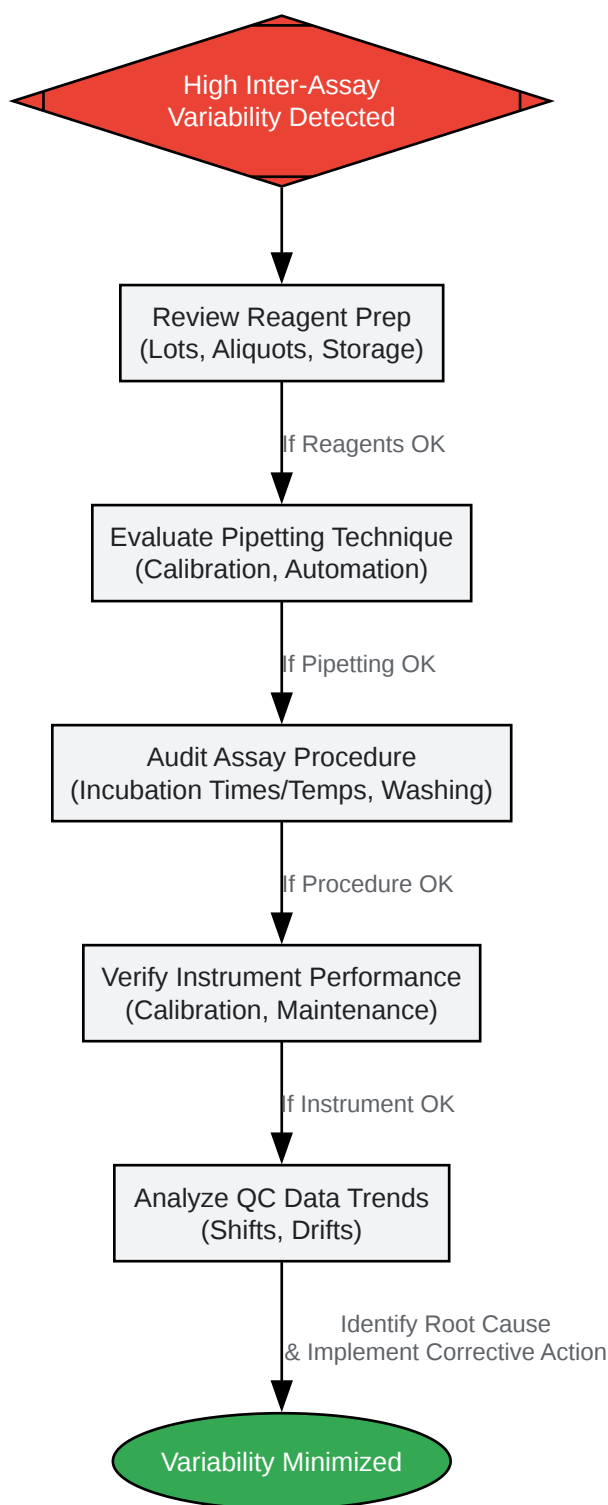 High Inter-Assay
Variability Detected
Review Reagent Prep
(Lots, Aliquots, Storage)
If Reagents OK
Evaluate Pipetting Technique
(Calibration, Automation)
If Pipetting OK
Audit Assay Procedure
(Incubation Times/Temps, Washing)
If Procedure OK
Verify Instrument Performance
(Calibration, Maintenance)
If Instrument OK
Analyze QC Data Trends
(Shifts, Drifts)
Identify Root Cause
& Implement Corrective Action
Variability Minimized